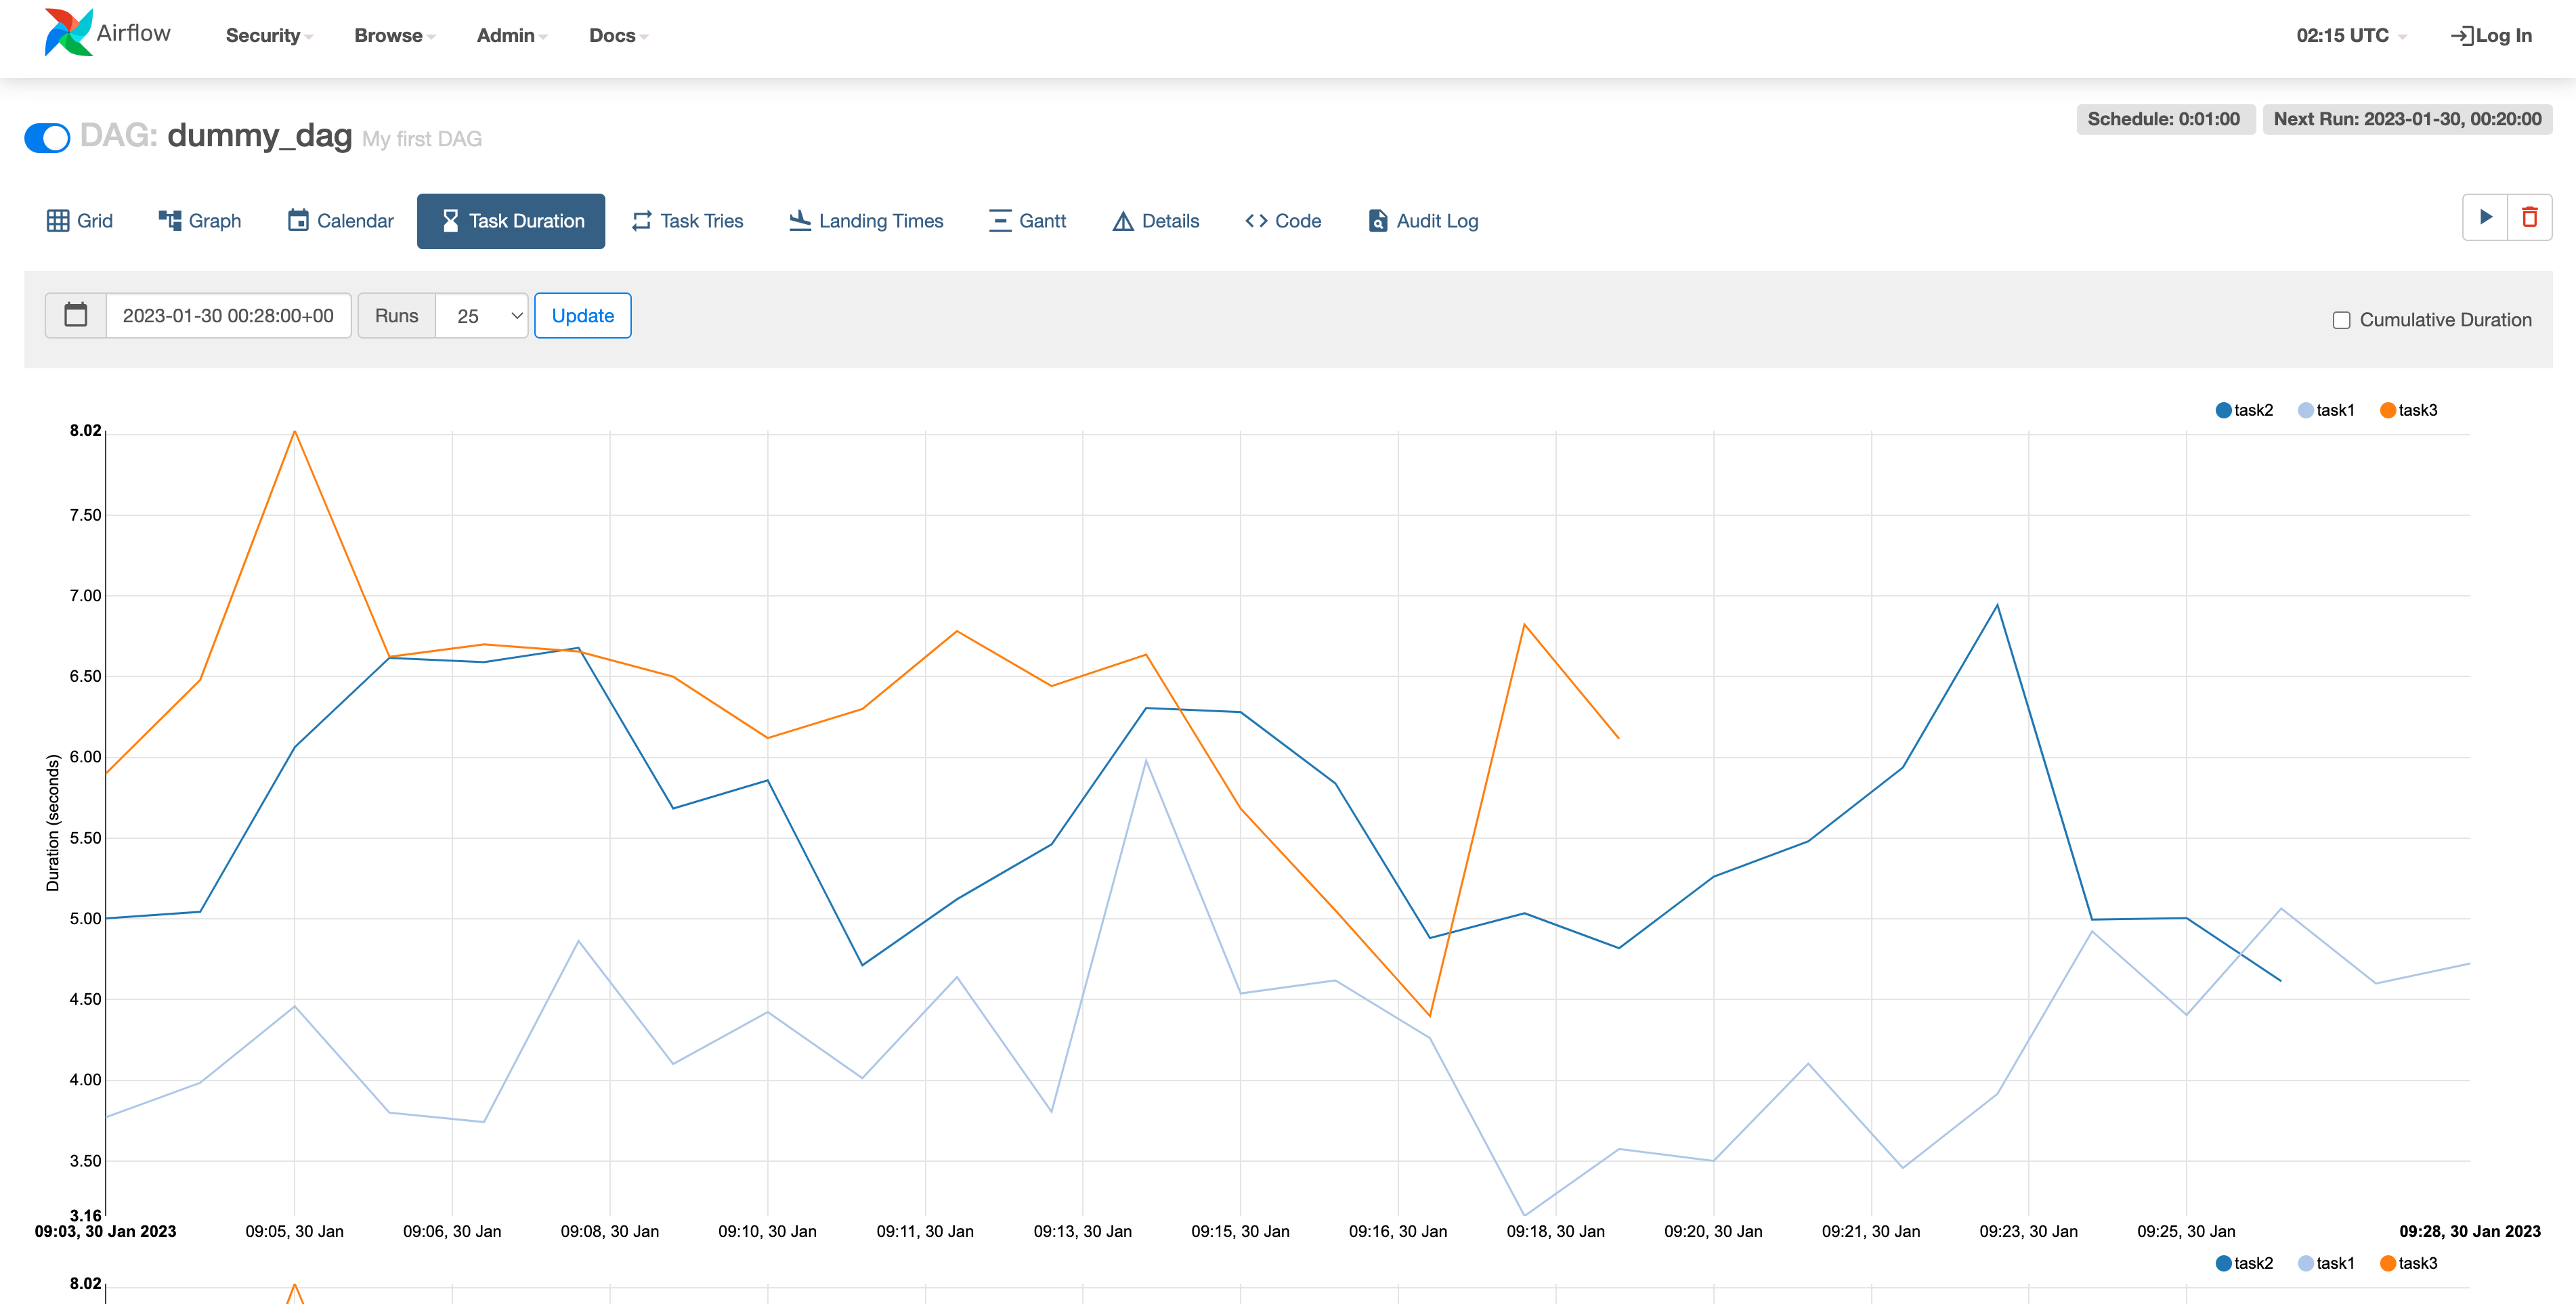 Airflow Security Browse Admin Docs 02:15 UTC Log In
DAG: dummy_dag My first DAG Schedule: 0:01:00 Next Run: 2023-01-30, 00:20:00
Grid Graph Calendar Task Duration Task Tries Landing Times Gantt Details Code Audit Log
2023-01-30 00:28:00+00 Runs 25 Update Cumulative Duration
task2 task1 task3
8.02
7.50
7.00
6.50
6.00
5.50
5.00
4.50
4.00
3.50
3.16
Duration (seconds)
09:03, 30 Jan 2023 09:05, 30 Jan 09:06, 30 Jan 09:08, 30 Jan 09:10, 30 Jan 09:11, 30 Jan 09:13, 30 Jan 09:15, 30 Jan 09:16, 30 Jan 09:18, 30 Jan 09:20, 30 Jan 09:21, 30 Jan 09:23, 30 Jan 09:25, 30 Jan 09:28, 30 Jan 2023
task2 task1 task3
8.02